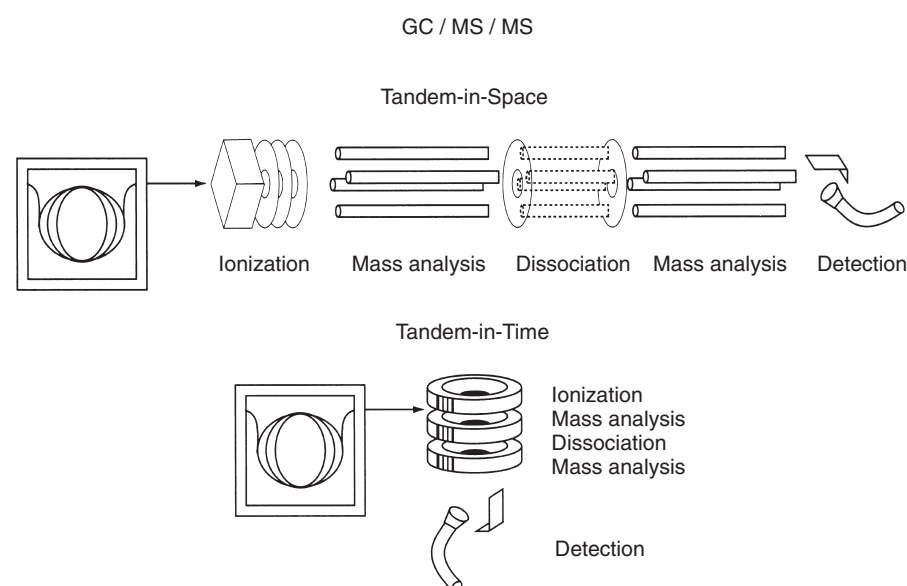 GC / MS / MS
Tandem-in-Space
Ionization Mass analysis Dissociation Mass analysis Detection
Tandem-in-Time
Ionization
Mass analysis
Dissociation
Mass analysis
Detection